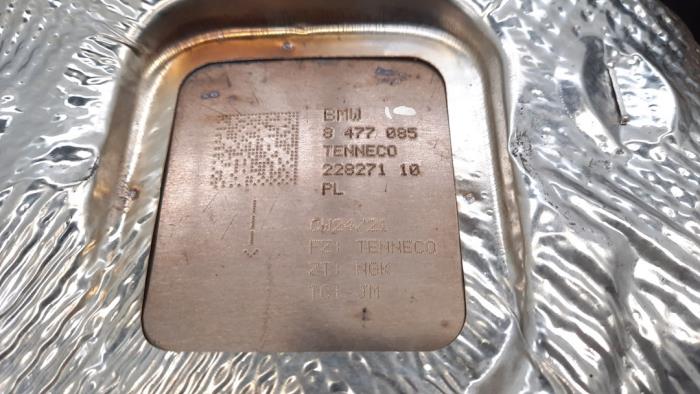 BMW
8 477 085
TENNECO
228271 10
PL
CW24/21
FZ: TENNECO
ZT: NGK
TC: JM